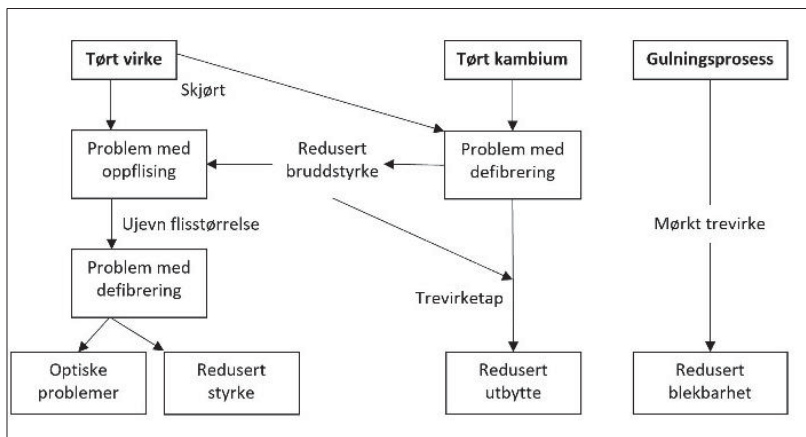 Tørt virke
Tørt kambium
Gulningsprosess
Skjørt
Problem med
oppflising
Redusert
bruddstyrke
Problem med
defibrering
Ujevn flisstørrelse
Mørkt trevirke
Problem med
defibrering
Trevirketap
Optiske
problemer
Redusert
styrke
Redusert
utbytte
Redusert
blekbarhet